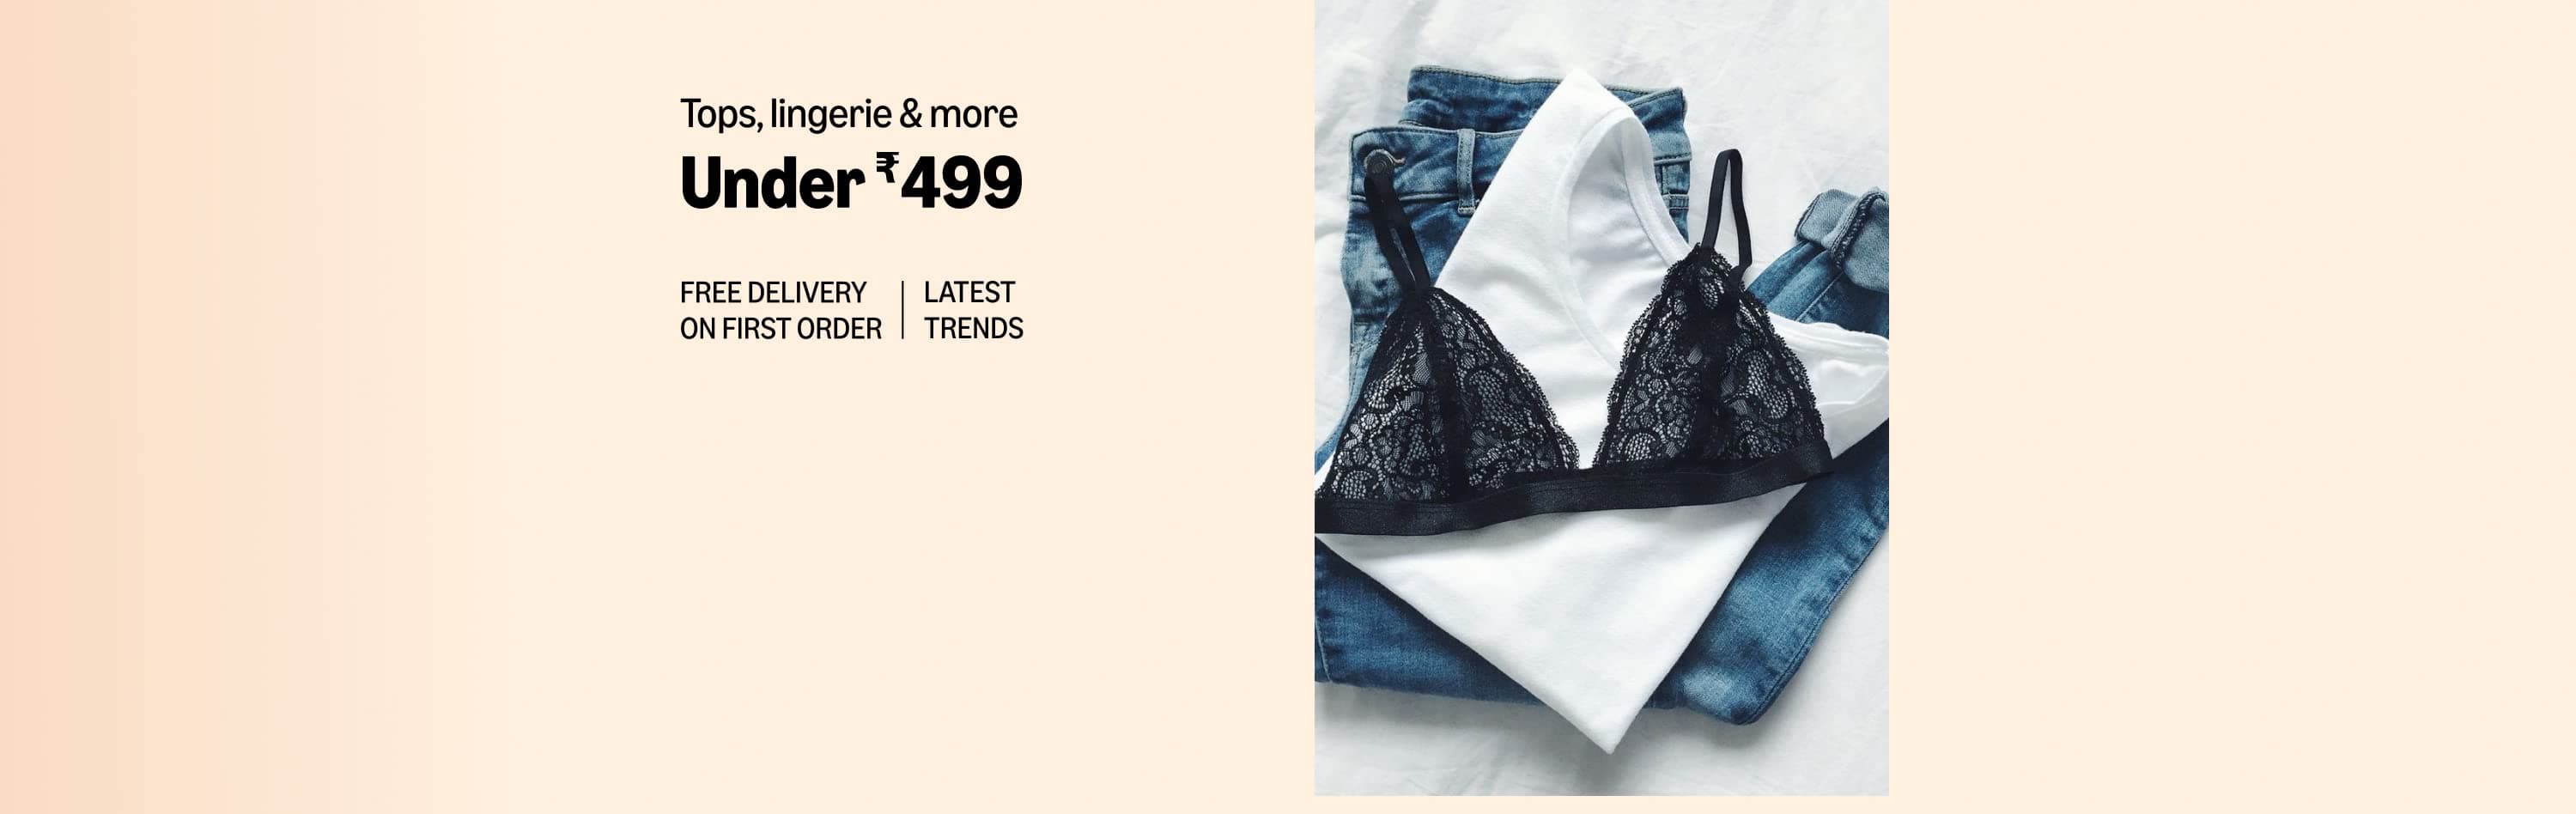 Tops, lingerie & more
Under ₹499
FREE DELIVERY
ON FIRST ORDER
LATEST
TRENDS